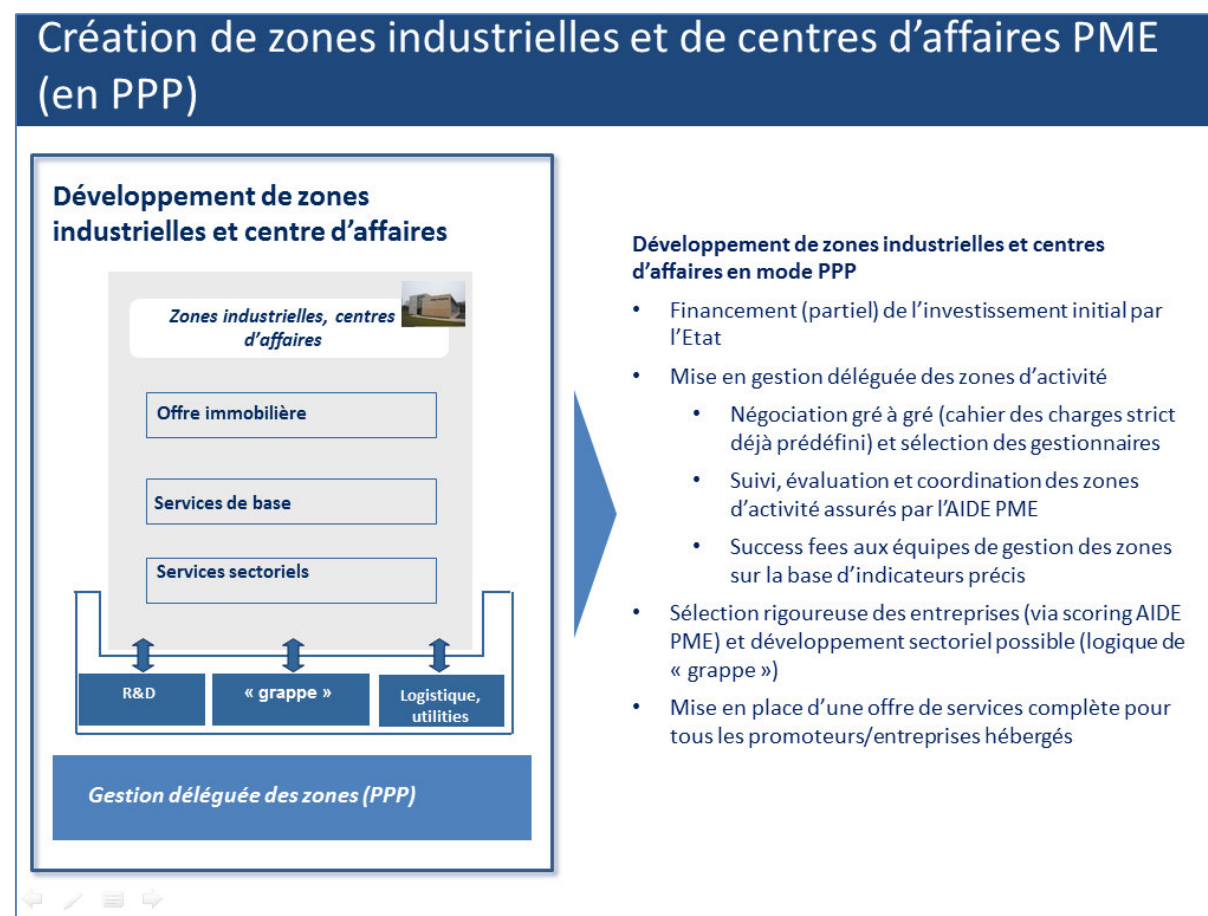 Création de zones industrielles et de centres d’affaires PME
(en PPP)
Développement de zones
industrielles et centre d’affaires
Zones industrielles, centres
d’affaires
Offre immobilière
Services de base
Services sectoriels
R&D
« grappe »
Logistique,
utilities
Gestion déléguée des zones (PPP)
Développement de zones industrielles et centres
d’affaires en mode PPP
• Financement (partiel) de l’investissement initial par
l’Etat
• Mise en gestion déléguée des zones d’activité
• Négociation gré à gré (cahier des charges strict
déjà prédéfini) et sélection des gestionnaires
• Suivi, évaluation et coordination des zones
d’activité assurés par l’AIDE PME
• Success fees aux équipes de gestion des zones
sur la base d’indicateurs précis
• Sélection rigoureuse des entreprises (via scoring AIDE
PME) et développement sectoriel possible (logique de
« grappe »)
• Mise en place d’une offre de services complète pour
tous les promoteurs/entreprises hébergés